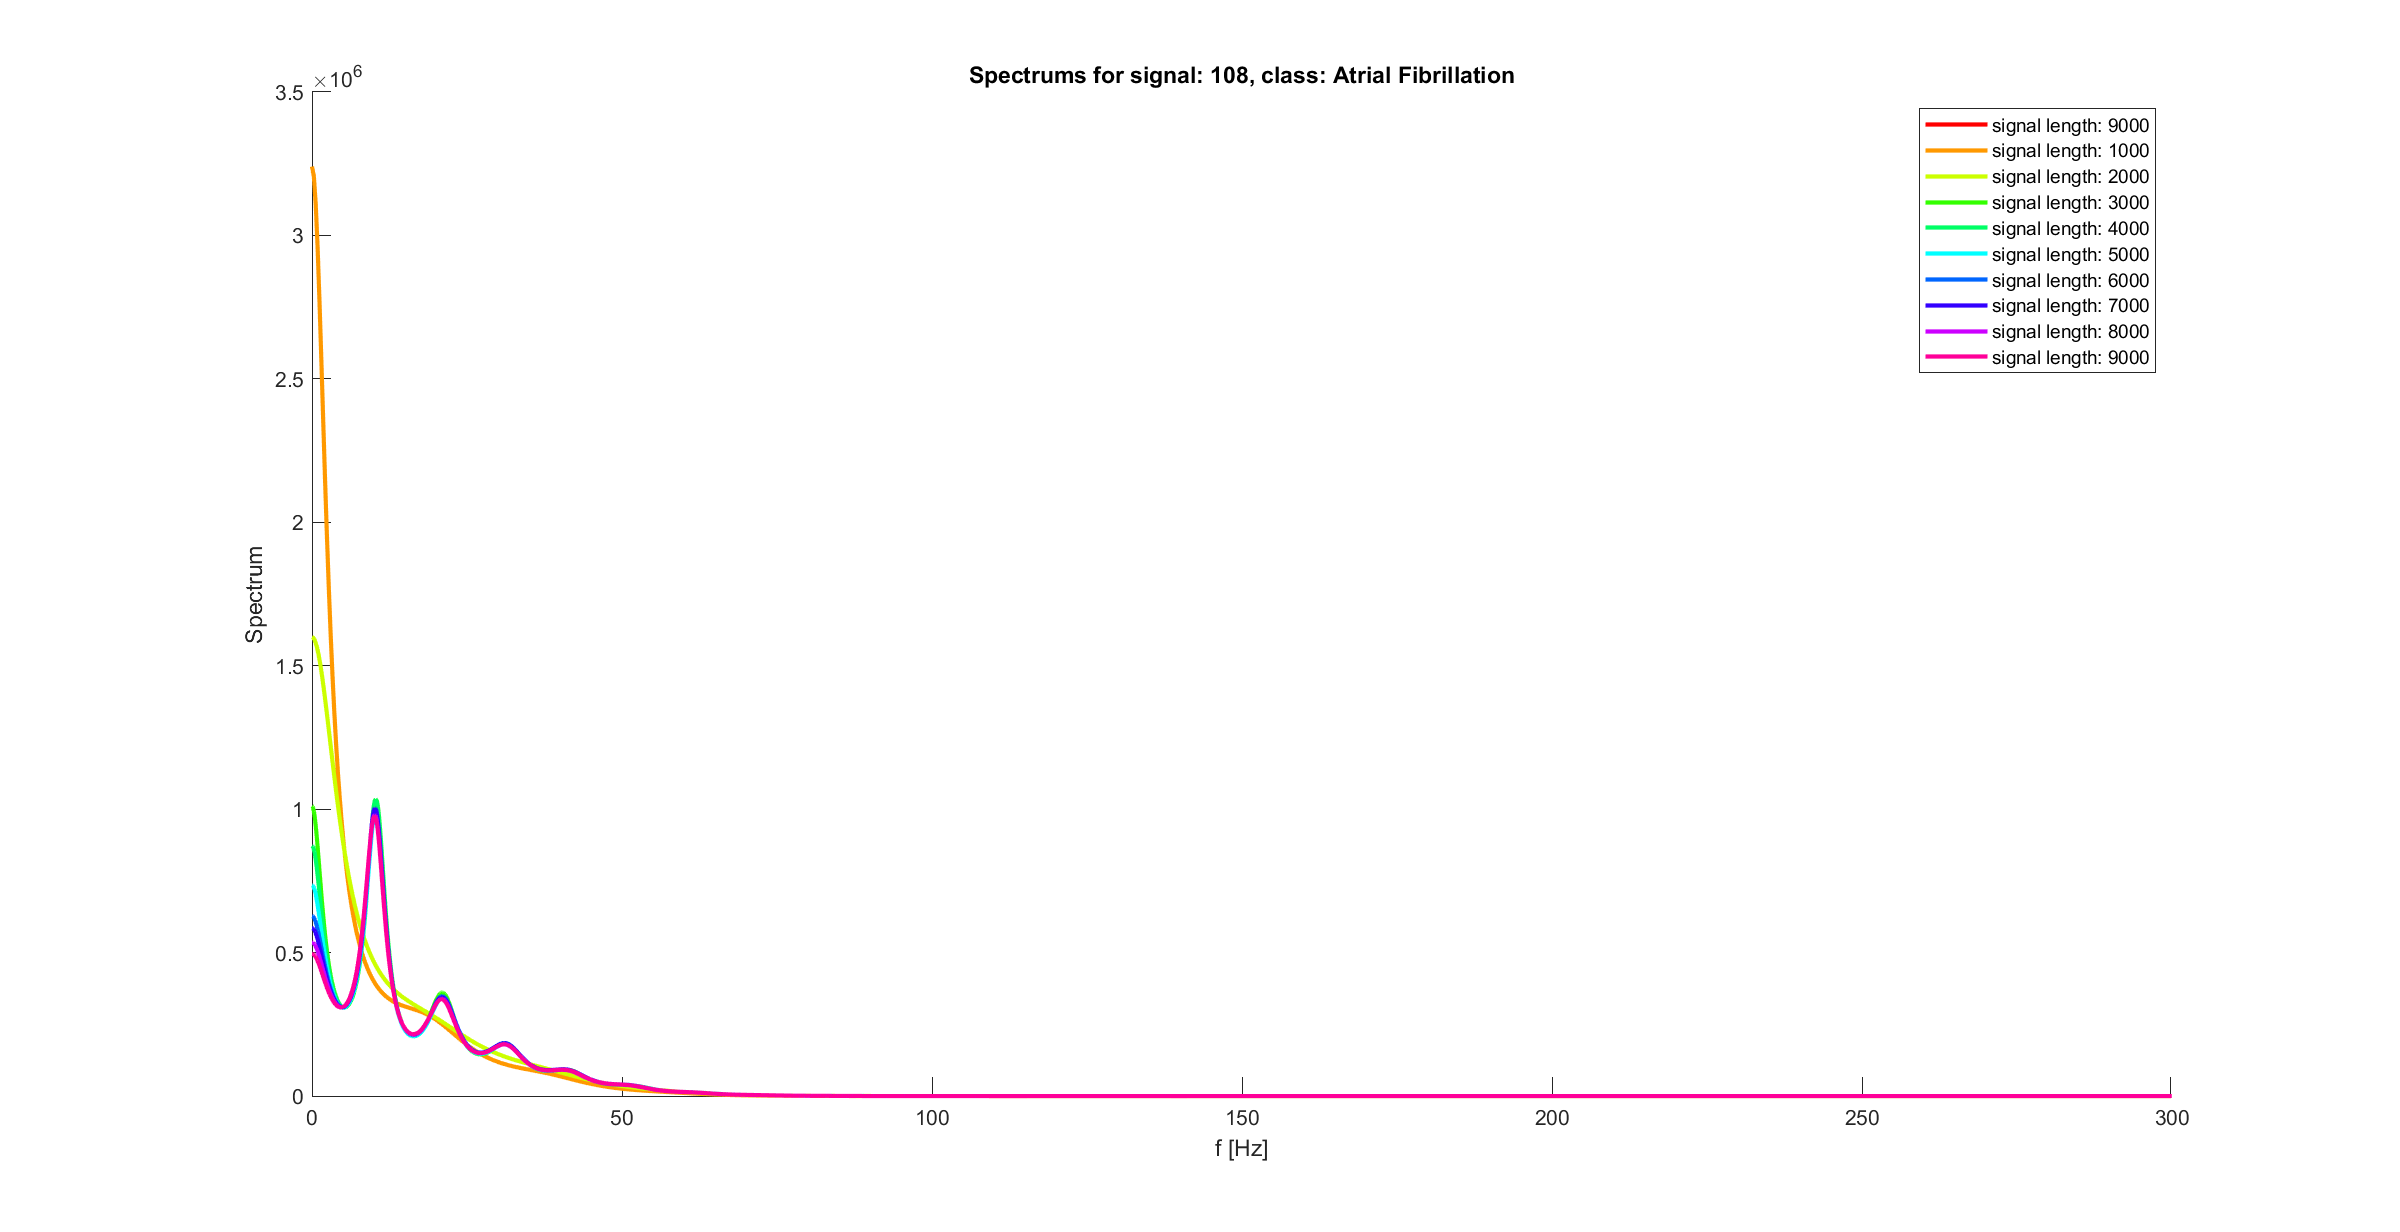 Spectrums for signal: 108, class: Atrial Fibrillation
×10^6
3.5
3
2.5
2
1.5
1
0.5
0
Spectrum
0 50 100 150 200 250 300
f [Hz]
signal length: 9000
signal length: 1000
signal length: 2000
signal length: 3000
signal length: 4000
signal length: 5000
signal length: 6000
signal length: 7000
signal length: 8000
signal length: 9000